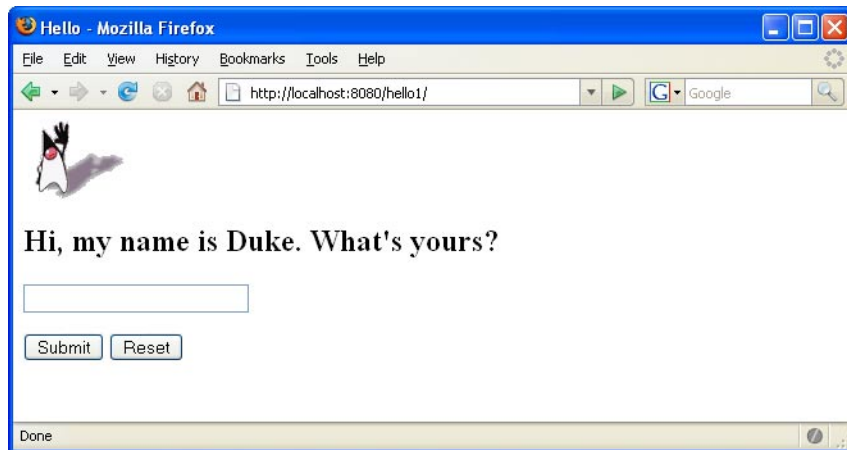 Hello - Mozilla Firefox
File Edit View History Bookmarks Tools Help
http://localhost:8080/hello1/ G Google
Hi, my name is Duke. What's yours?
Submit Reset
Done